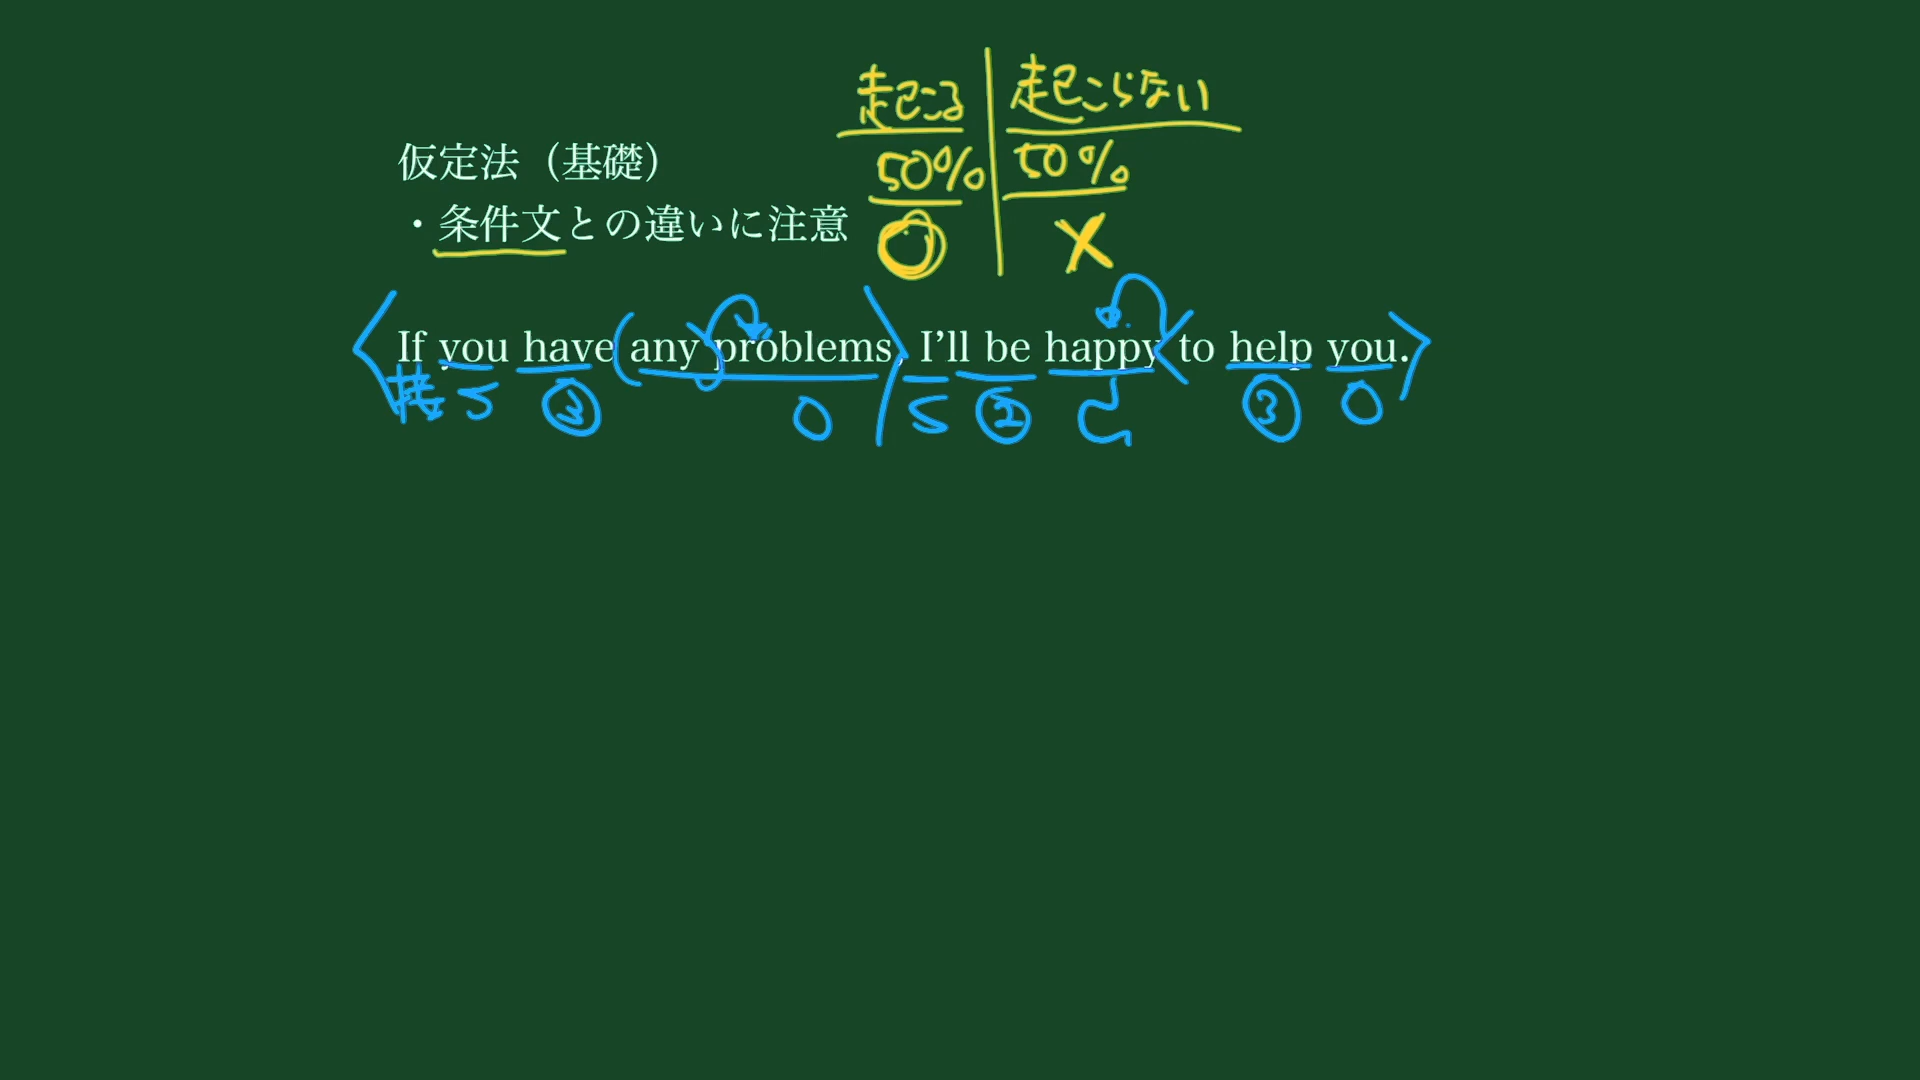 起こる 起こらない
仮定法（基礎）
50% 50%
・条件文との違いに注意
○ ×
If you have any problems, I’ll be happy to help you.
接 S ③ O S ② C ③ O